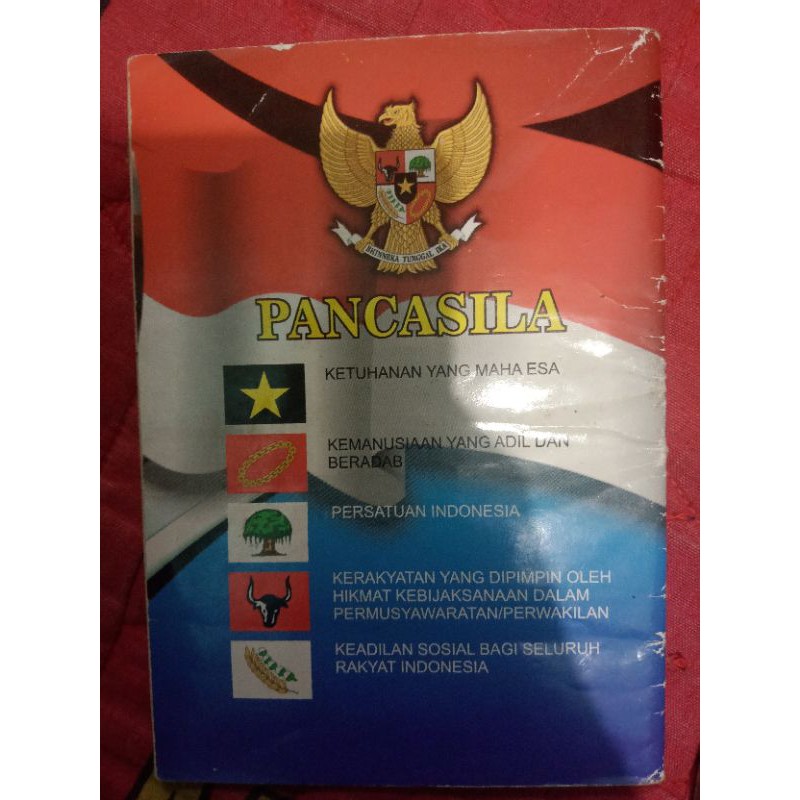 BHINNEKA TUNGGAL IKA
PANCASILA
KETUHANAN YANG MAHA ESA
KEMANUSIAAN YANG ADIL DAN
BERADAB
PERSATUAN INDONESIA
KERAKYATAN YANG DIPIMPIN OLEH
HIKMAT KEBIJAKSANAAN DALAM
PERMUSYAWARATAN/PERWAKILAN
KEADILAN SOSIAL BAGI SELURUH
RAKYAT INDONESIA